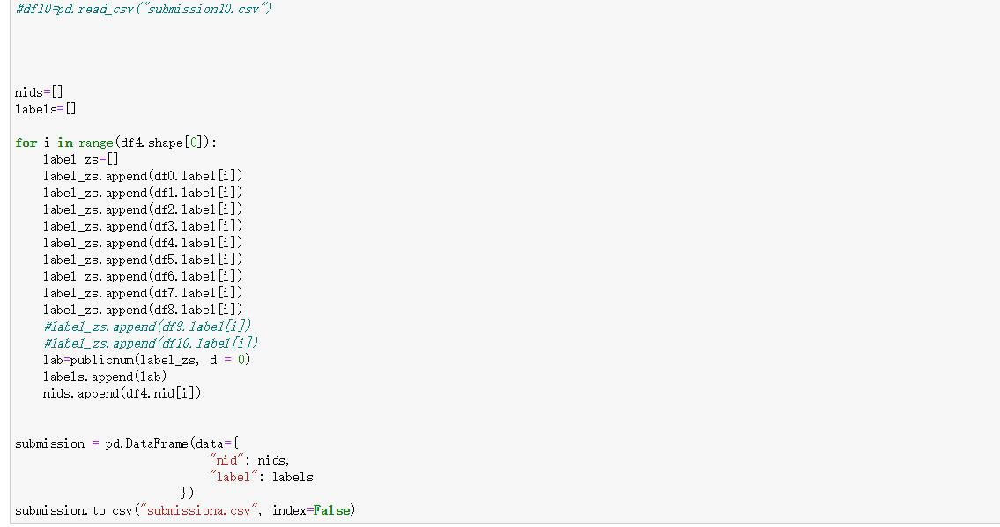 #df10=pd.read_csv("submission10.csv")
nids=[]
labels=[]
for i in range(df4.shape[0]):
    label_zs=[]
    label_zs.append(df0.label[i])
    label_zs.append(df1.label[i])
    label_zs.append(df2.label[i])
    label_zs.append(df3.label[i])
    label_zs.append(df4.label[i])
    label_zs.append(df5.label[i])
    label_zs.append(df6.label[i])
    label_zs.append(df7.label[i])
    label_zs.append(df8.label[i])
    #label_zs.append(df9.label[i])
    #label_zs.append(df10.label[i])
    lab=publicnum(label_zs, d = 0)
    labels.append(lab)
    nids.append(df4.nid[i])
submission = pd.DataFrame(data={
                            "nid": nids,
                            "label": labels
                        })
submission.to_csv("submissiona.csv", index=False)